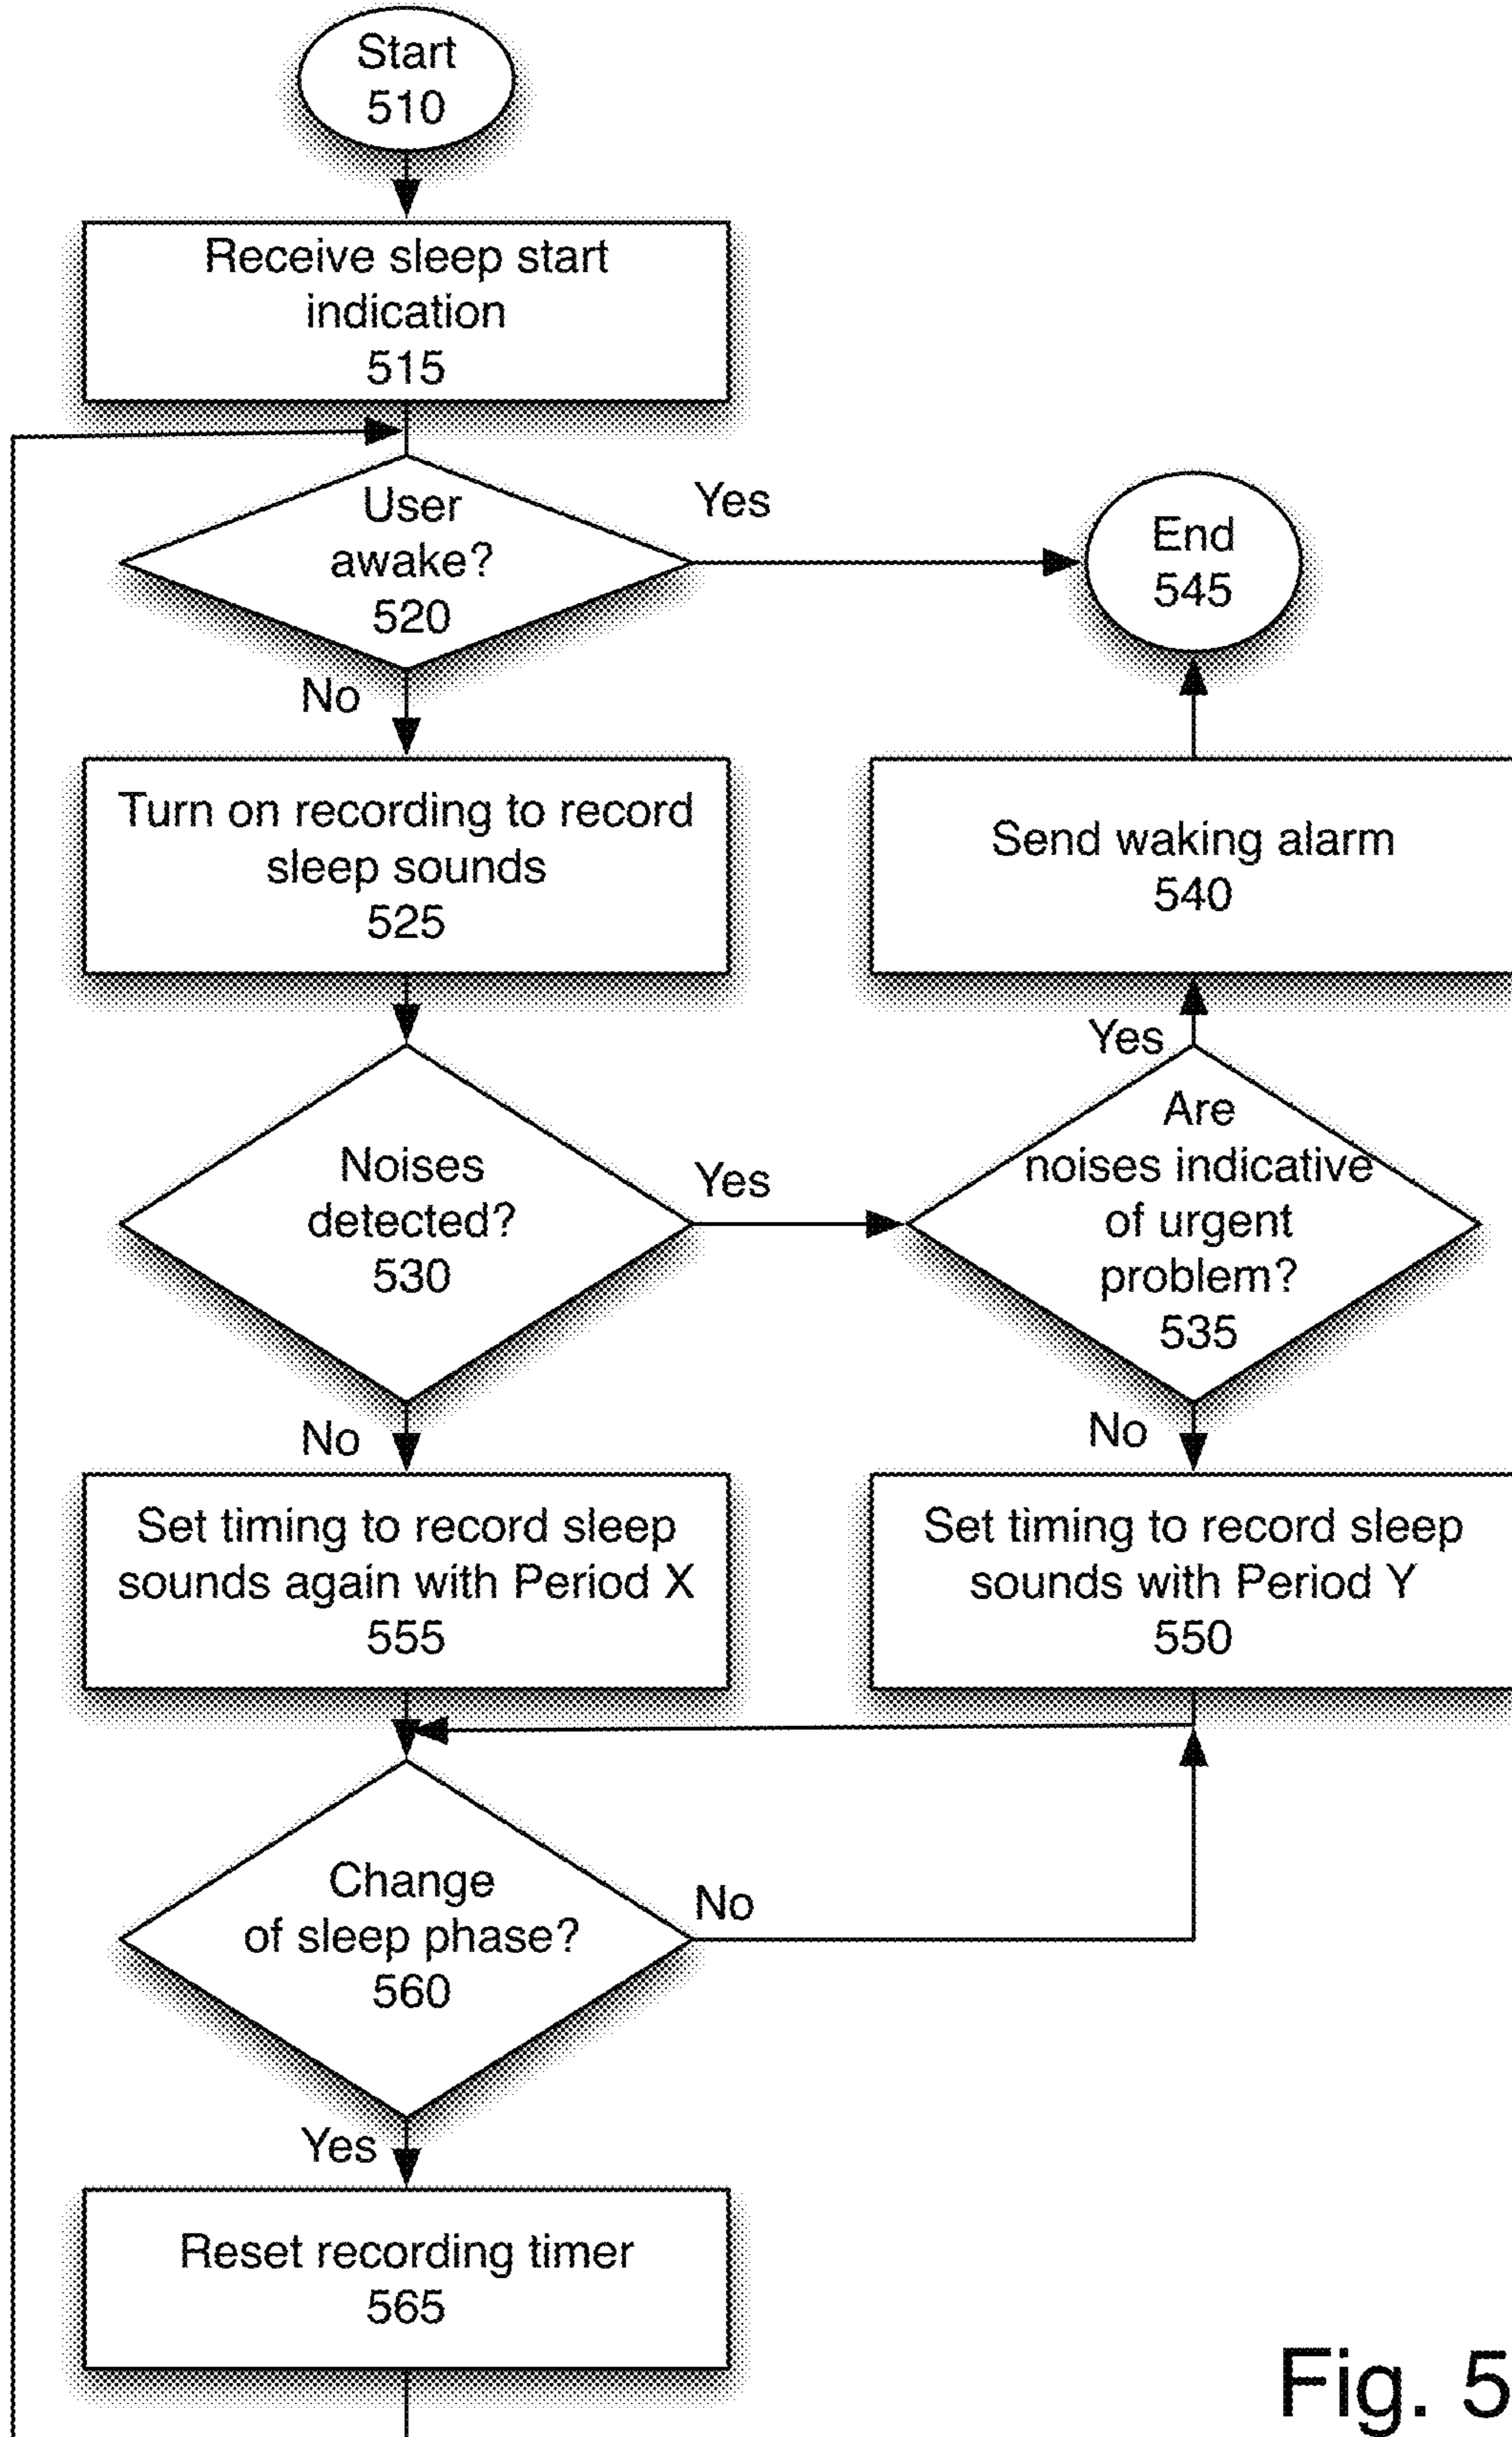 Start
510
Receive sleep start
indication
515
User
awake?
520
Yes
End
545
No
Turn on recording to record
sleep sounds
525
Send waking alarm
540
Noises
detected?
530
Yes
Yes
Are
noises indicative
of urgent
problem?
535
No
No
Set timing to record sleep
sounds again with Period X
555
Set timing to record sleep
sounds with Period Y
550
Change
of sleep phase?
560
No
Yes
Reset recording timer
565
Fig. 5